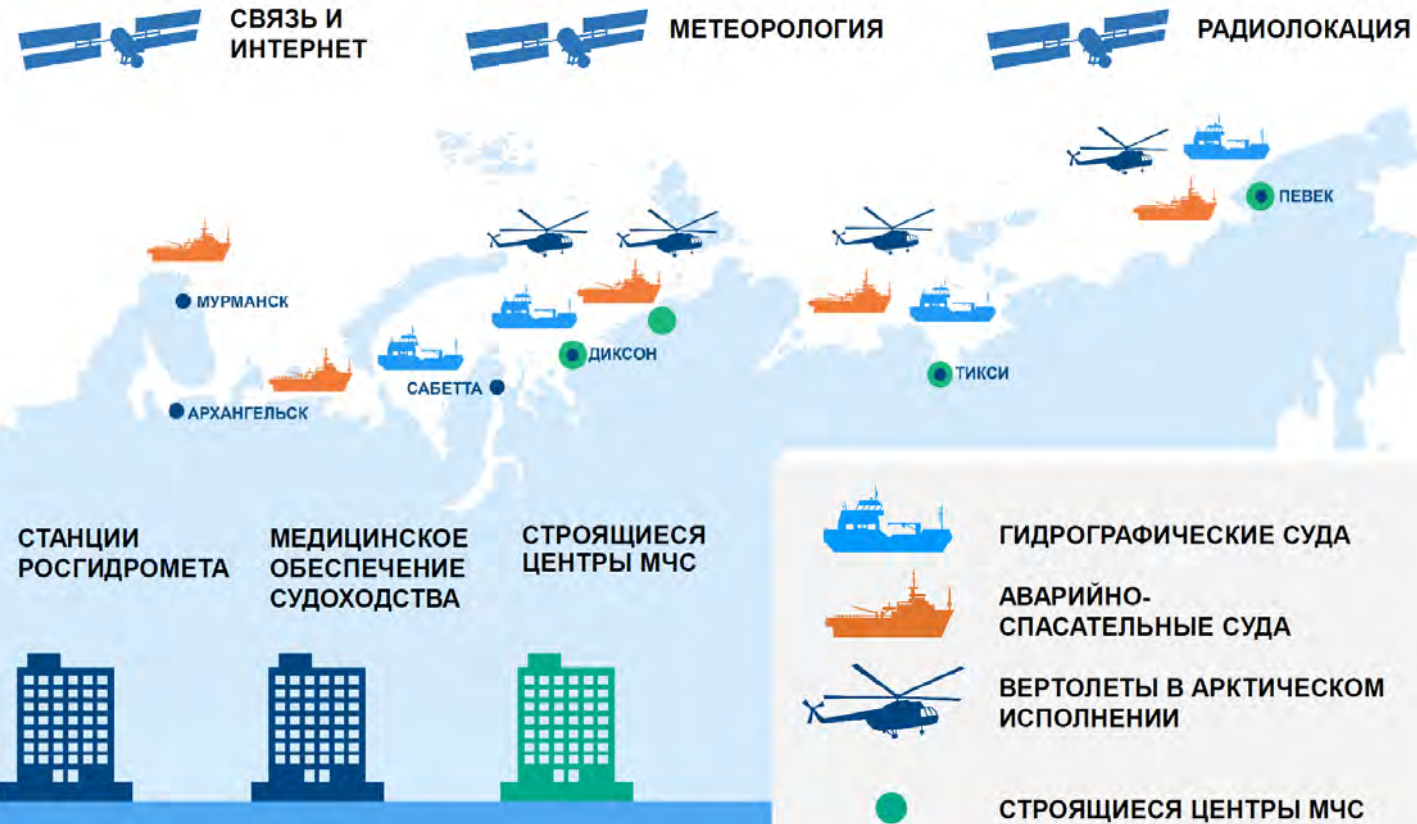 СВЯЗЬ И
ИНТЕРНЕТ
МЕТЕОРОЛОГИЯ
РАДИОЛОКАЦИЯ
ПЕВЕК
МУРМАНСК
ДИКСОН
ТИКСИ
САБЕТТА
АРХАНГЕЛЬСК
СТАНЦИИ
РОСГИДРОМЕТА
МЕДИЦИНСКОЕ
ОБЕСПЕЧЕНИЕ
СУДОХОДСТВА
СТРОЯЩИЕСЯ
ЦЕНТРЫ МЧС
ГИДРОГРАФИЧЕСКИЕ СУДА
АВАРИЙНО-
СПАСАТЕЛЬНЫЕ СУДА
ВЕРТОЛЕТЫ В АРКТИЧЕСКОМ
ИСПОЛНЕНИИ
СТРОЯЩИЕСЯ ЦЕНТРЫ МЧС